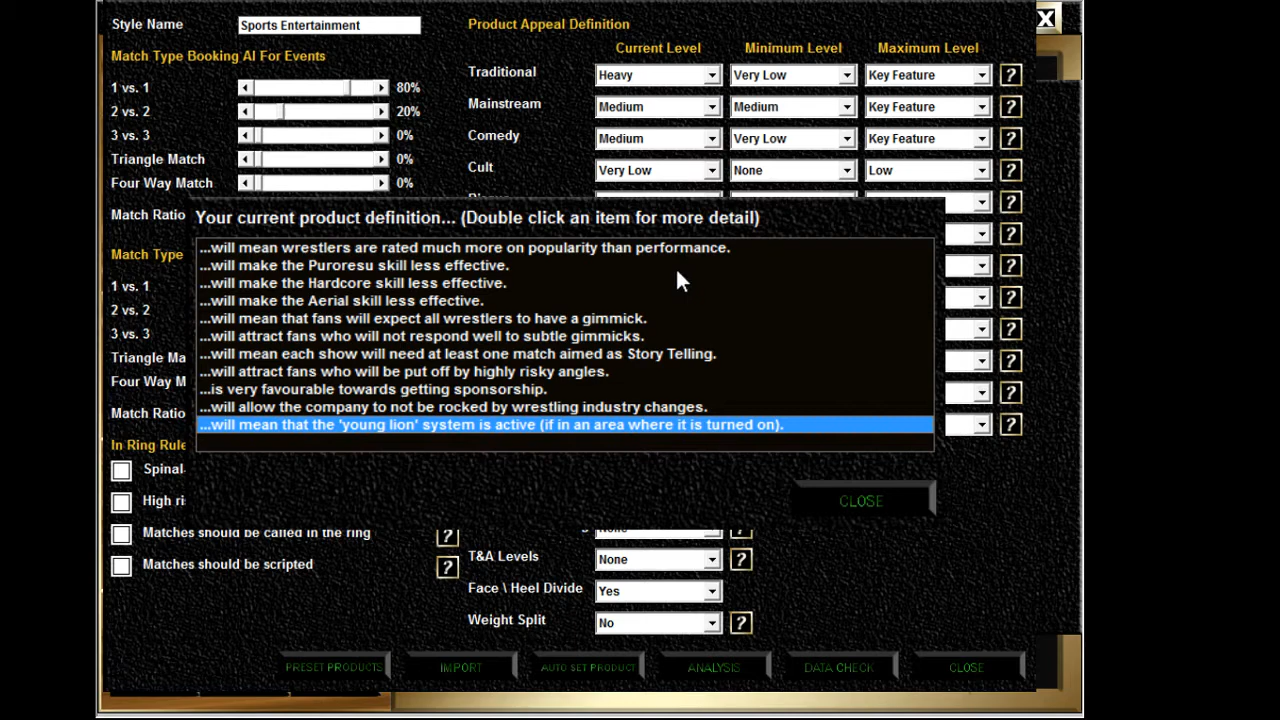 Style Name
Sports Entertainment
Product Appeal Definition
X
Match Type Booking AI For Events
Current Level
Minimum Level
Maximum Level
Traditional
Heavy
Very Low
Key Feature
?
1 vs. 1
80%
Mainstream
Medium
Medium
Key Feature
?
2 vs. 2
20%
Comedy
Medium
Very Low
Key Feature
?
3 vs. 3
0%
Triangle Match
0%
Cult
Very Low
None
Low
?
Four Way Match
0%
?
Match Ratio
Your current product definition... (Double click an item for more detail)
?
...will mean wrestlers are rated much more on popularity than performance.
Match Type
...will make the Puroresu skill less effective.
?
...will make the Hardcore skill less effective.
1 vs. 1
...will make the Aerial skill less effective.
?
2 vs. 2
...will mean that fans will expect all wrestlers to have a gimmick.
?
3 vs. 3
...will attract fans who will not respond well to subtle gimmicks.
...will mean each show will need at least one match aimed as Story Telling.
Triangle Ma
?
...will attract fans who will be put off by highly risky angles.
Four Way M
...is very favourable towards getting sponsorship.
?
...will allow the company to not be rocked by wrestling industry changes.
Match Ratio
...will mean that the 'young lion' system is active (if in an area where it is turned on).
?
In Ring Rule
Spinal
High ri
CLOSE
Matches should be called in the ring
?
?
T&A Levels
None
?
Matches should be scripted
?
Face \ Heel Divide
Yes
Weight Split
No
?
PRESET PRODUCTS
IMPORT
AUTO SET PRODUCT
ANALYSIS
DATA CHECK
CLOSE